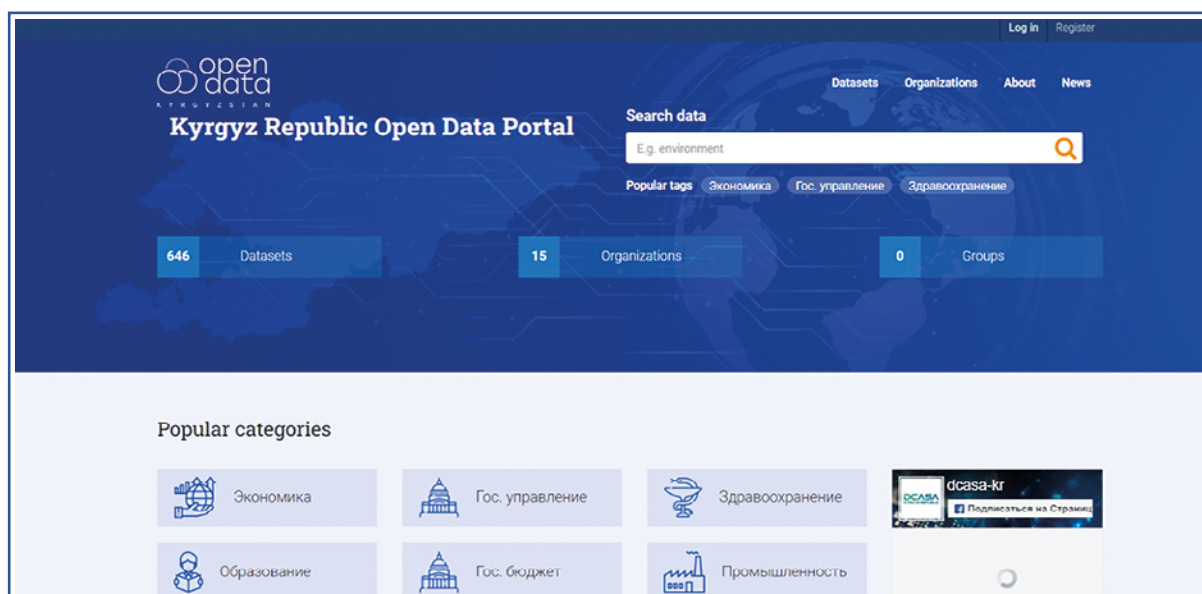 Log in Register
open
data
KYRGYZSTAN
Datasets Organizations About News
Kyrgyz Republic Open Data Portal
Search data
E.g. environment
Popular tags Экономика Гос. управление Здравоохранение
646 Datasets 15 Organizations 0 Groups
Popular categories
Экономика Гос. управление Здравоохранение
DCASA dcasa-kr
Подписаться на Страниц
Образование Гос. бюджет Промышленность